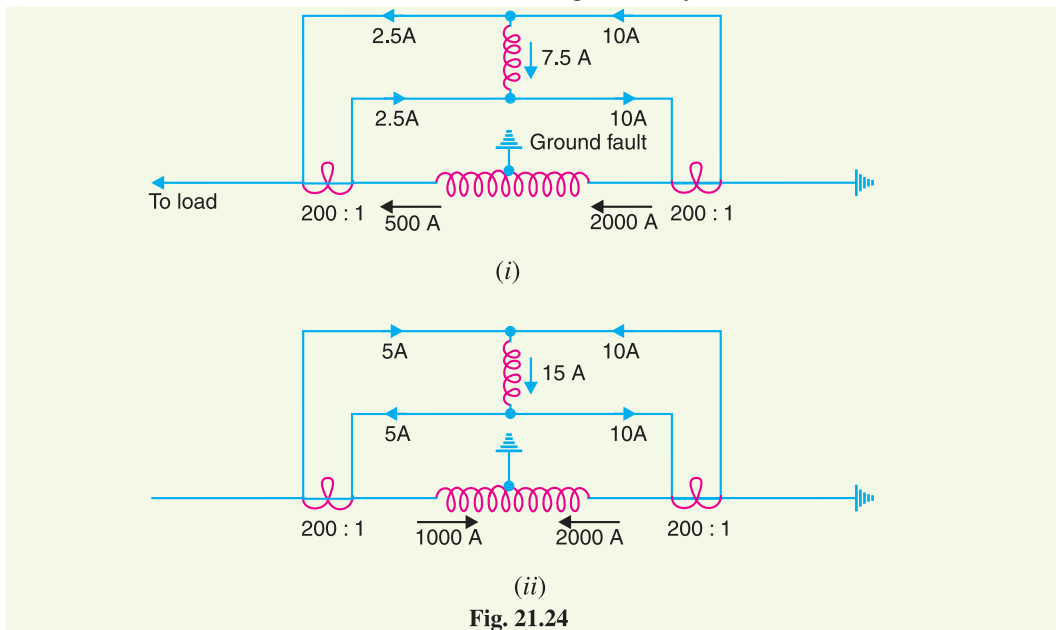 2.5A 10A
7.5 A
2.5A 10A
Ground fault
To load
200 : 1 500 A 2000 A 200 : 1
(i)
5A 10A
15 A
5A 10A
200 : 1 1000 A 2000 A 200 : 1
(ii)
Fig. 21.24